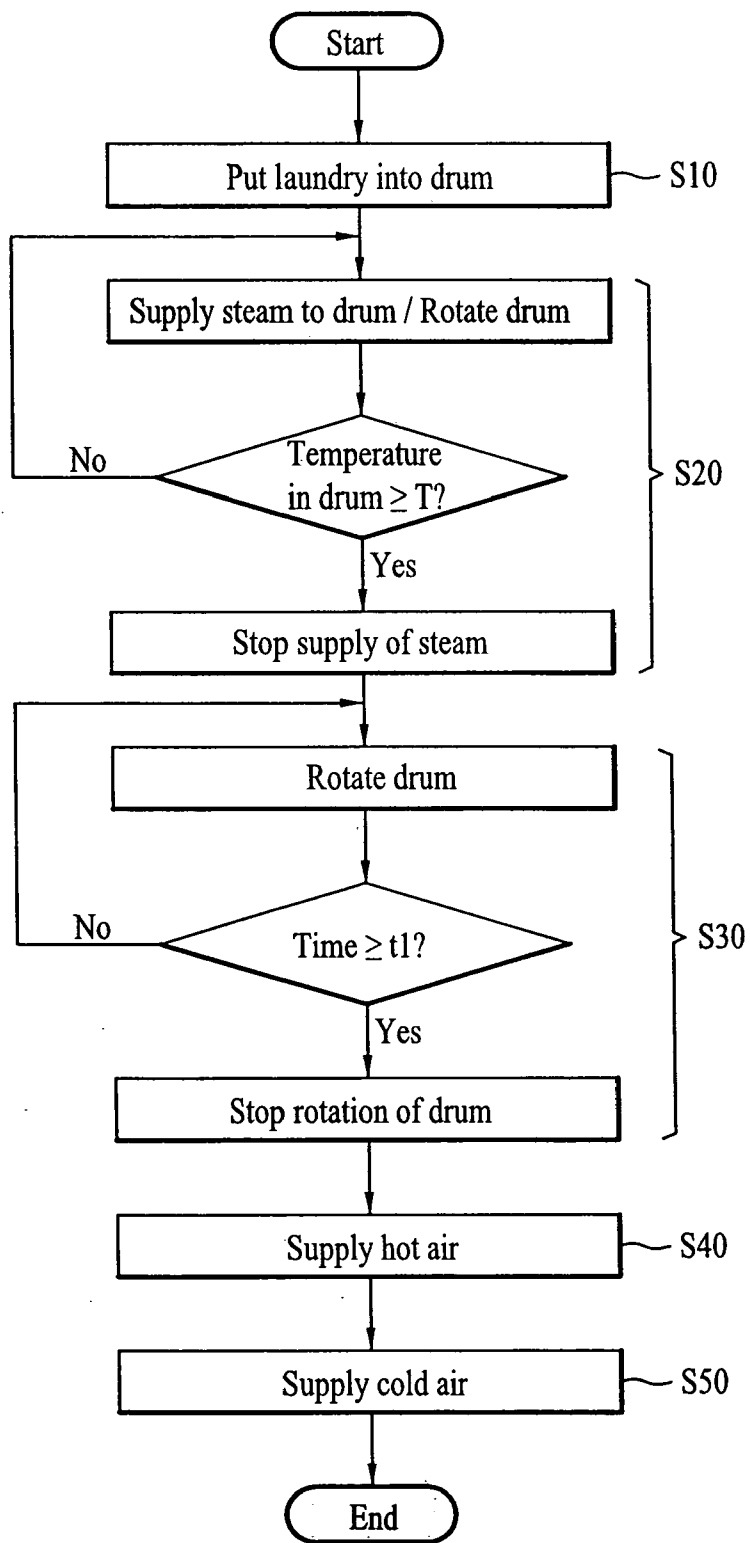 Start
Put laundry into drum
S10
Supply steam to drum / Rotate drum
Temperature
in drum ≥ T?
No
S20
Yes
Stop supply of steam
Rotate drum
Time ≥ t1?
No
S30
Yes
Stop rotation of drum
Supply hot air
S40
Supply cold air
S50
End